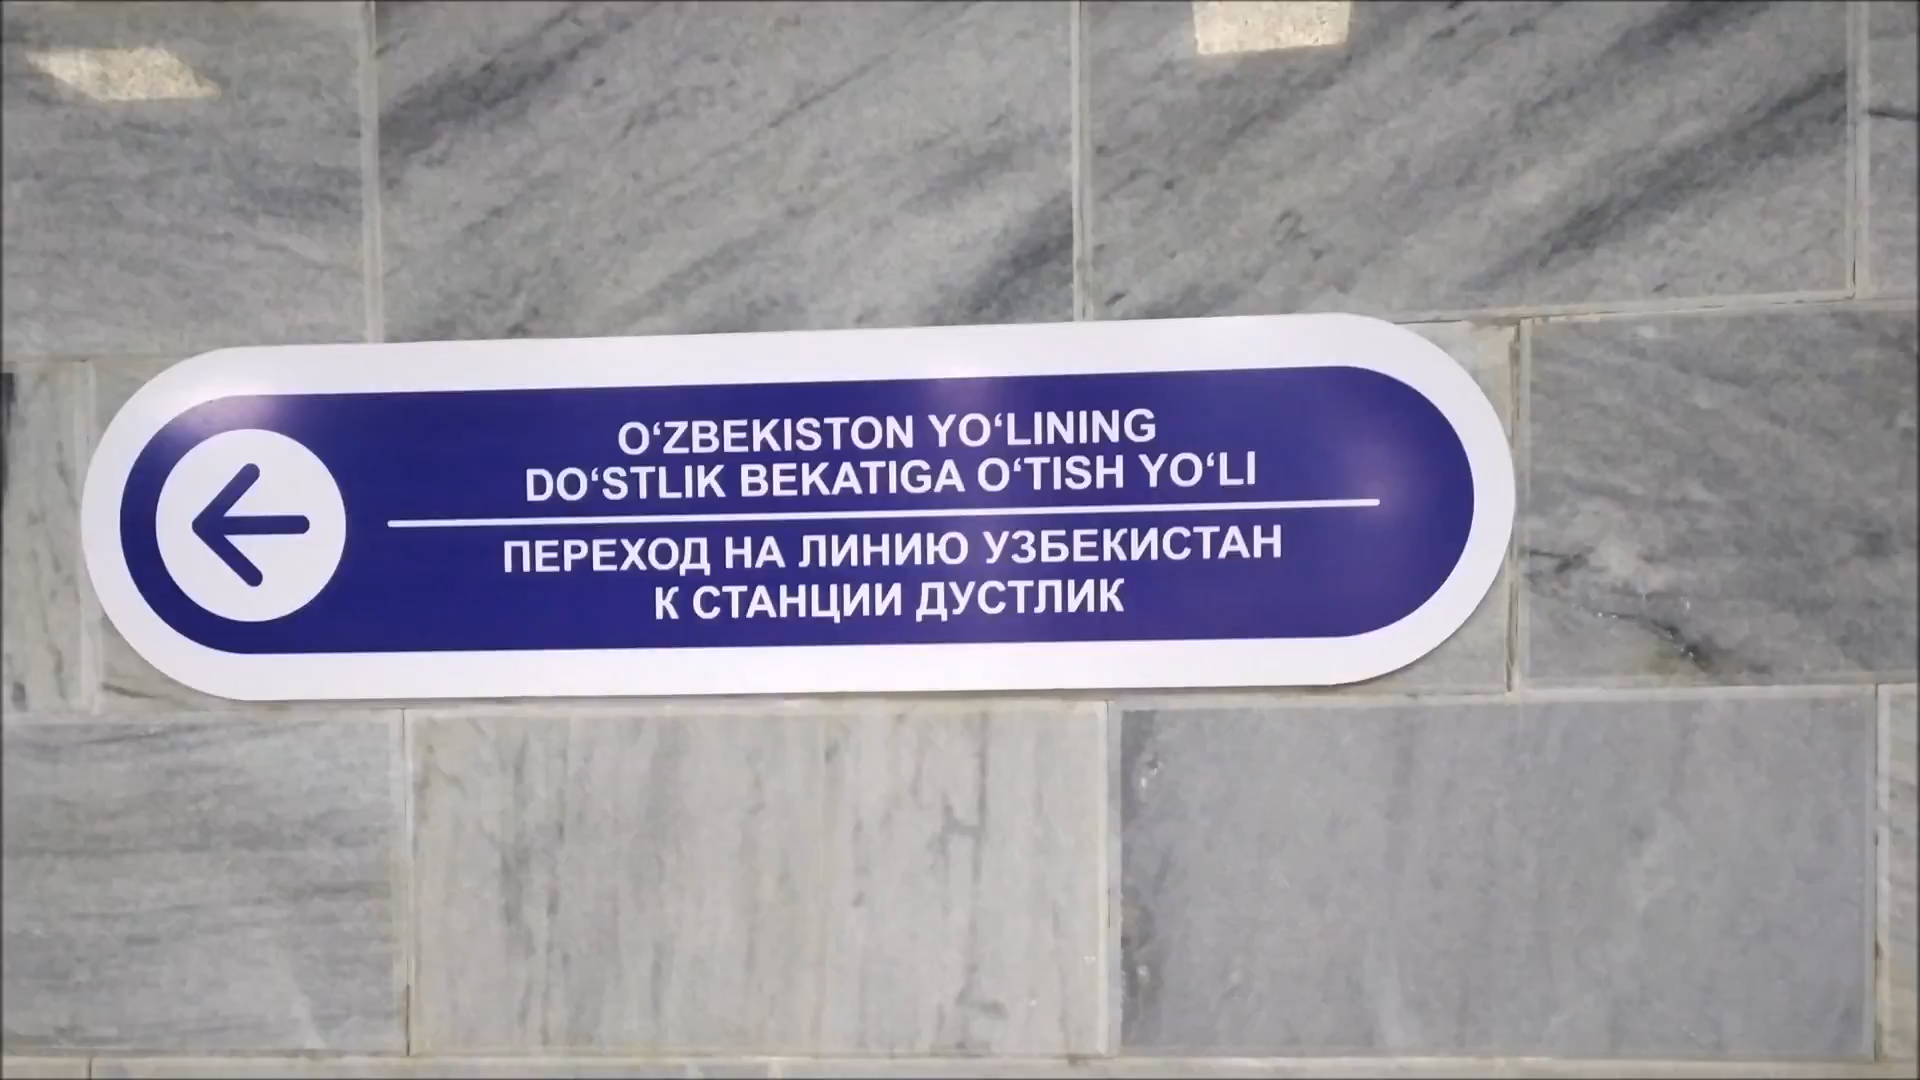 O‘ZBEKISTON YO‘LINING
DO‘STLIK BEKATIGA O‘TISH YO‘LI
ПЕРЕХОД НА ЛИНИЮ УЗБЕКИСТАН
К СТАНЦИИ ДУСТЛИК